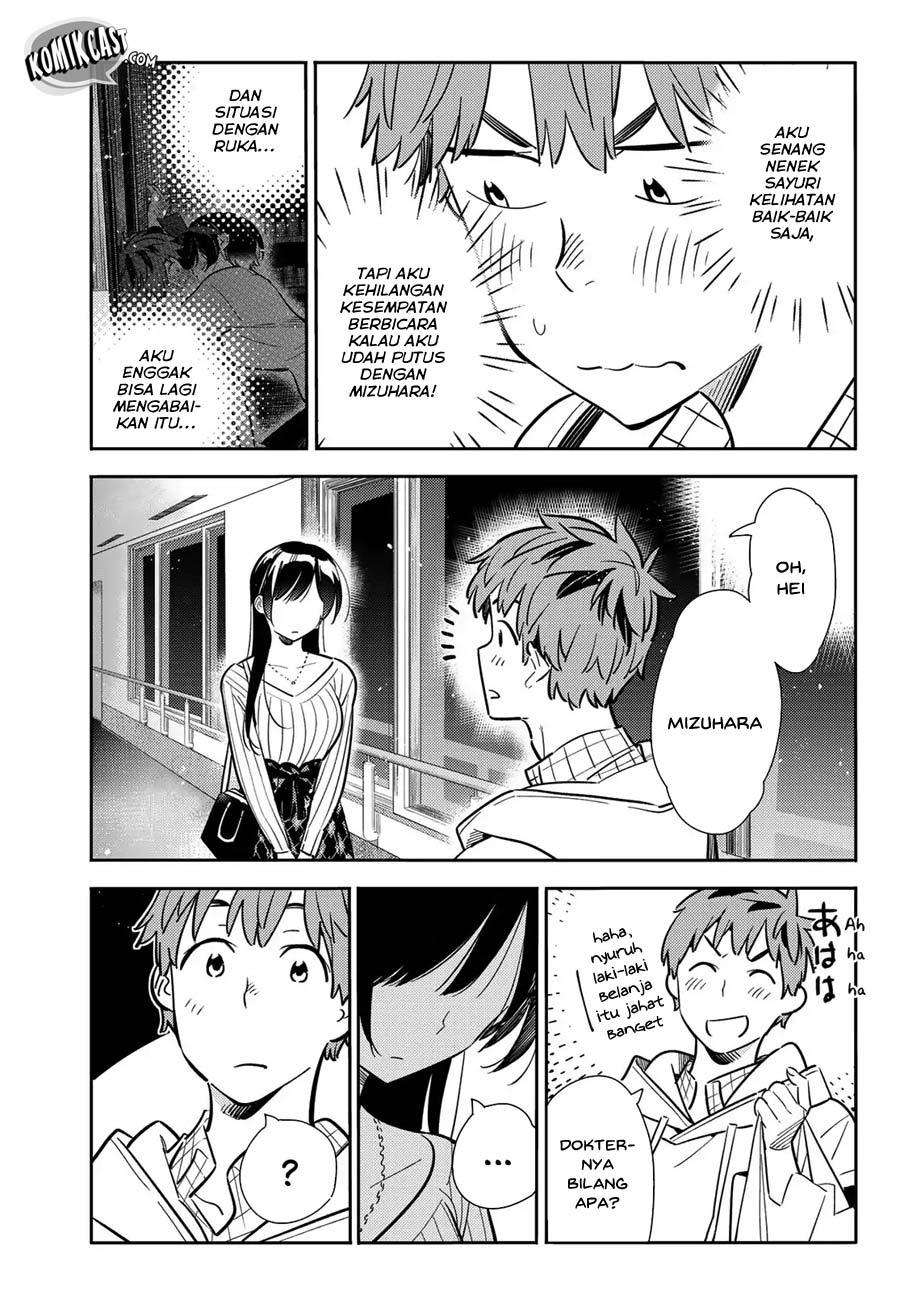 KOMIKCAST
.COM
AKU
SENANG
NENEK
SAYURI
KELIHATAN
BAIK-BAIK
SAJA,
TAPI AKU
KEHILANGAN
KESEMPATAN
BERBICARA
KALAU AKU
UDAH PUTUS
DENGAN
MIZUHARA!
DAN
SITUASI
DENGAN
RUKA...
AKU
ENGGAK
BISA LAGI
MENGABAI-
KAN ITU...
OH,
HEI
MIZUHARA
あはは
Ah
ha
ha
haha,
nyuruh
laki-laki
Belanja
itu jahat
Banget
DOKTER-
NYA
BILANG
APA?
...
?